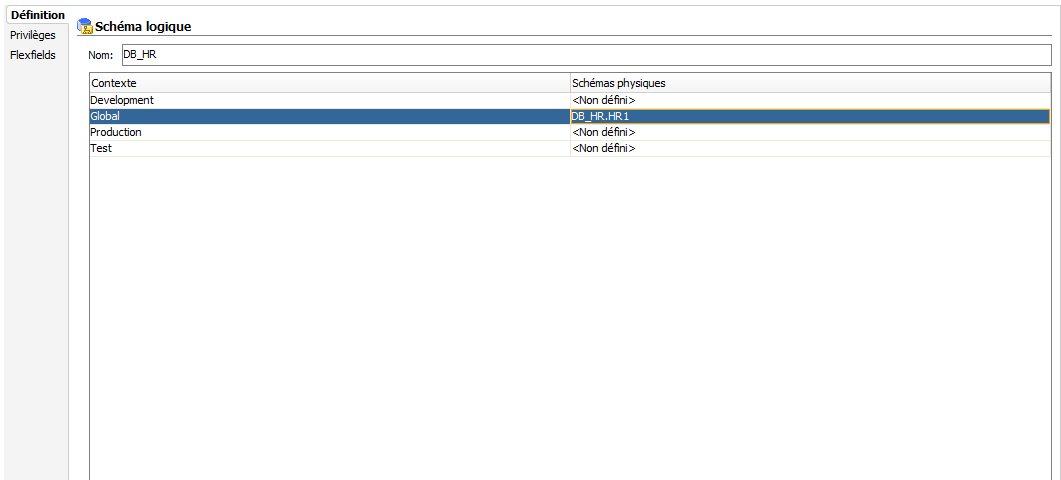 Définition
Privilèges
Flexfields
Schéma logique
Nom: DB_HR
Contexte Schémas physiques
Development <Non défini>
Global DB_HR.HR1
Production <Non défini>
Test <Non défini>